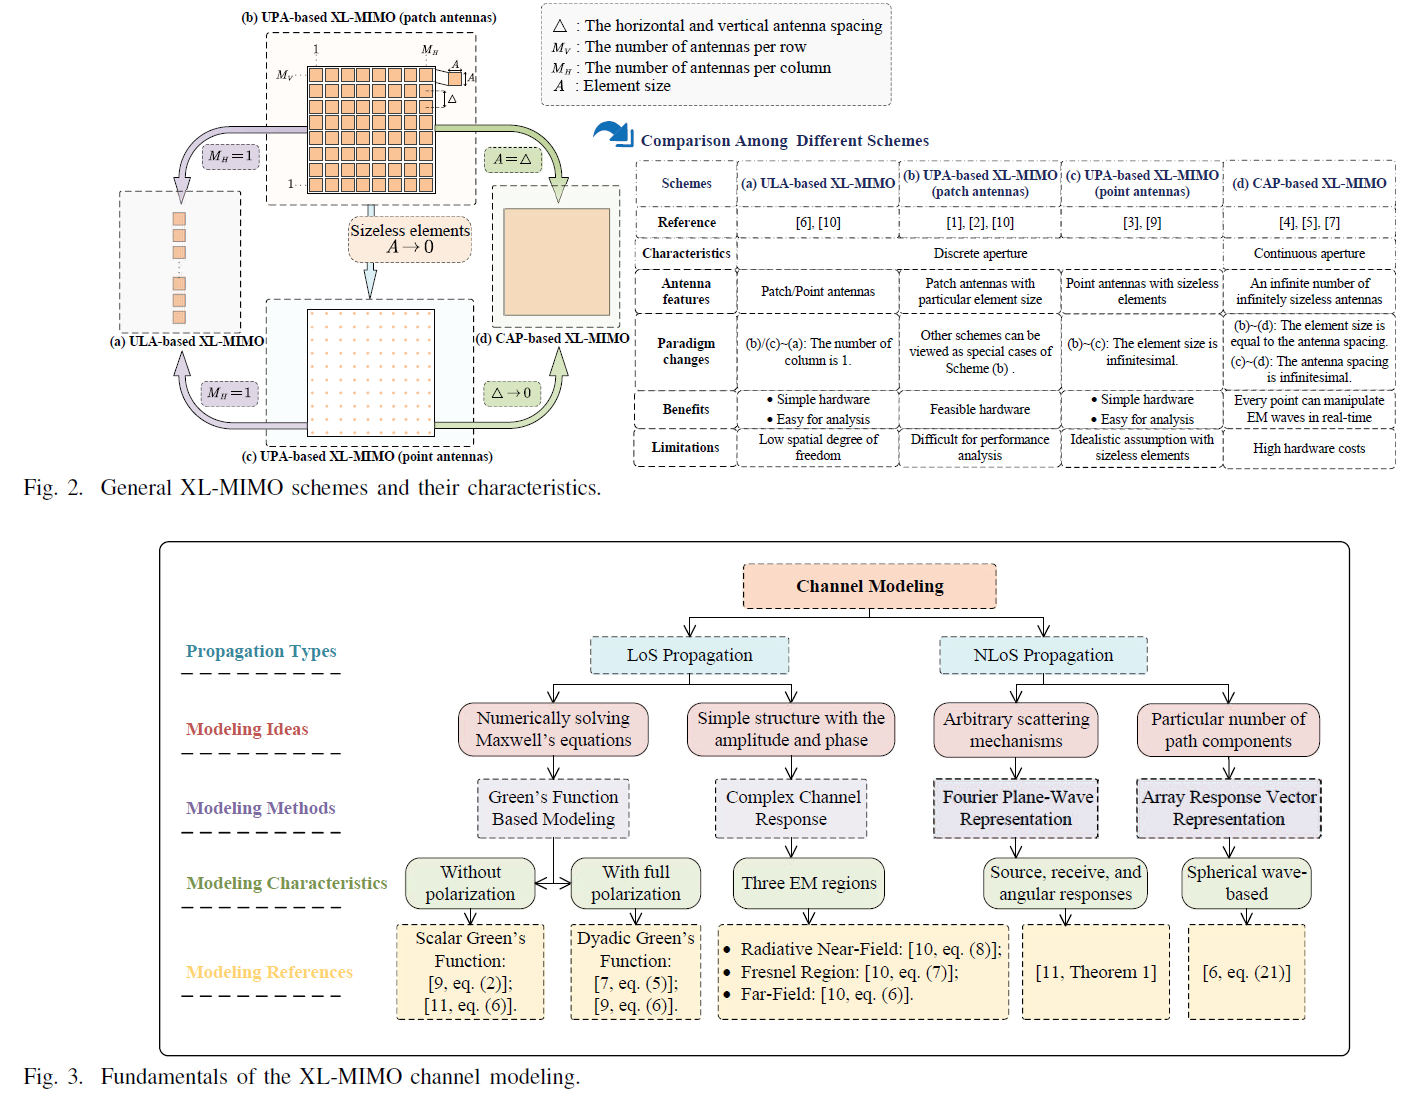 (b) UPA-based XL-MIMO (patch antennas)
1
M_H
M_V
A
A
△
1
M_H = 1
A = △
Sizeless elements
A → 0
(a) ULA-based XL-MIMO
(d) CAP-based XL-MIMO
M_H = 1
△ → 0
(c) UPA-based XL-MIMO (point antennas)
△ : The horizontal and vertical antenna spacing
M_V : The number of antennas per row
M_H : The number of antennas per column
A : Element size
Comparison Among Different Schemes
Schemes
(a) ULA-based XL-MIMO
(b) UPA-based XL-MIMO
(patch antennas)
(c) UPA-based XL-MIMO
(point antennas)
(d) CAP-based XL-MIMO
Reference
[6], [10]
[1], [2], [10]
[3], [9]
[4], [5], [7]
Characteristics
Discrete aperture
Continuous aperture
Antenna
features
Patch/Point antennas
Patch antennas with
particular element size
Point antennas with sizeless
elements
An infinite number of
infinitely sizeless antennas
Paradigm
changes
(b)/(c)~(a): The number of
column is 1.
Other schemes can be
viewed as special cases of
Scheme (b) .
(b)~(c): The element size is
infinitesimal.
(b)~(d): The element size is
equal to the antenna spacing.
(c)~(d): The antenna spacing
is infinitesimal.
Benefits
• Simple hardware
• Easy for analysis
Feasible hardware
• Simple hardware
• Easy for analysis
Every point can manipulate
EM waves in real-time
Limitations
Low spatial degree of
freedom
Difficult for performance
analysis
Idealistic assumption with
sizeless elements
High hardware costs
Fig. 2. General XL-MIMO schemes and their characteristics.
Channel Modeling
Propagation Types
LoS Propagation
NLoS Propagation
Modeling Ideas
Numerically solving
Maxwell's equations
Simple structure with the
amplitude and phase
Arbitrary scattering
mechanisms
Particular number of
path components
Modeling Methods
Green's Function
Based Modeling
Complex Channel
Response
Fourier Plane-Wave
Representation
Array Response Vector
Representation
Modeling Characteristics
Without
polarization
With full
polarization
Three EM regions
Source, receive, and
angular responses
Spherical wave-
based
Modeling References
Scalar Green's
Function:
[9, eq. (2)];
[11, eq. (6)].
Dyadic Green's
Function:
[7, eq. (5)];
[9, eq. (6)].
• Radiative Near-Field: [10, eq. (8)];
• Fresnel Region: [10, eq. (7)];
• Far-Field: [10, eq. (6)].
[11, Theorem 1]
[6, eq. (21)]
Fig. 3. Fundamentals of the XL-MIMO channel modeling.